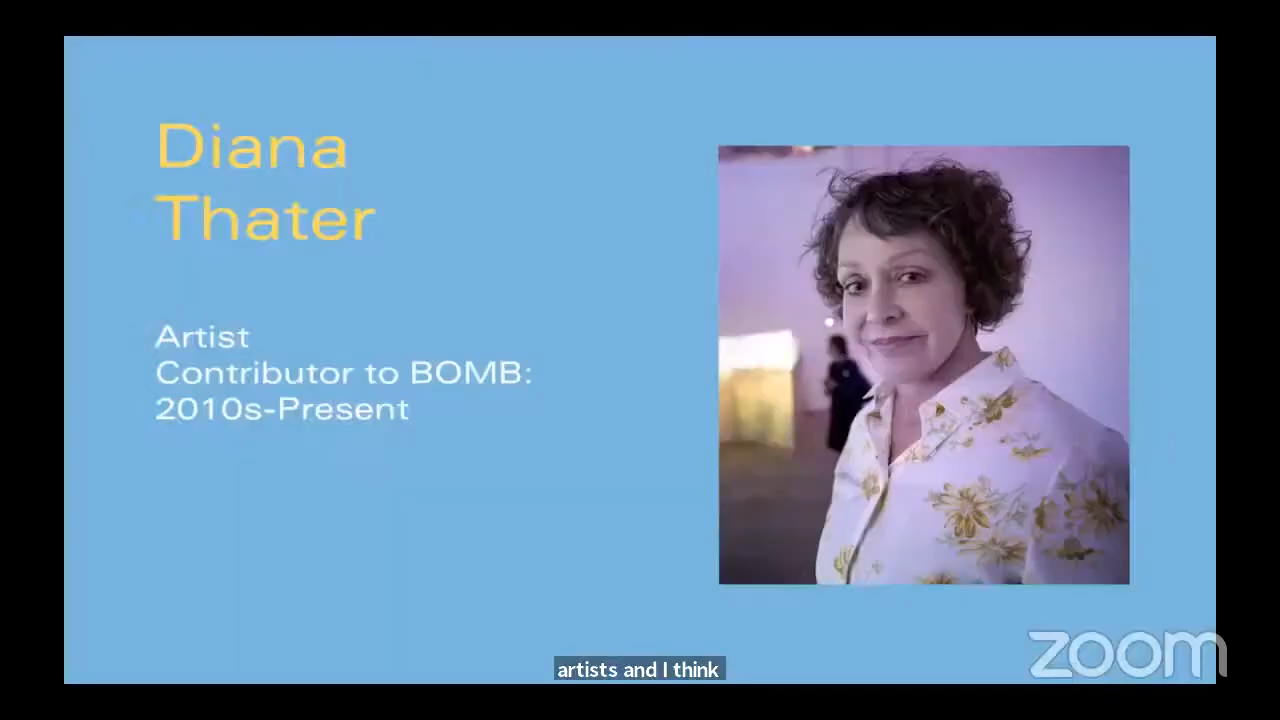 Diana
Thater
Artist
Contributor to BOMB:
2010s-Present
artists and I think
zoom